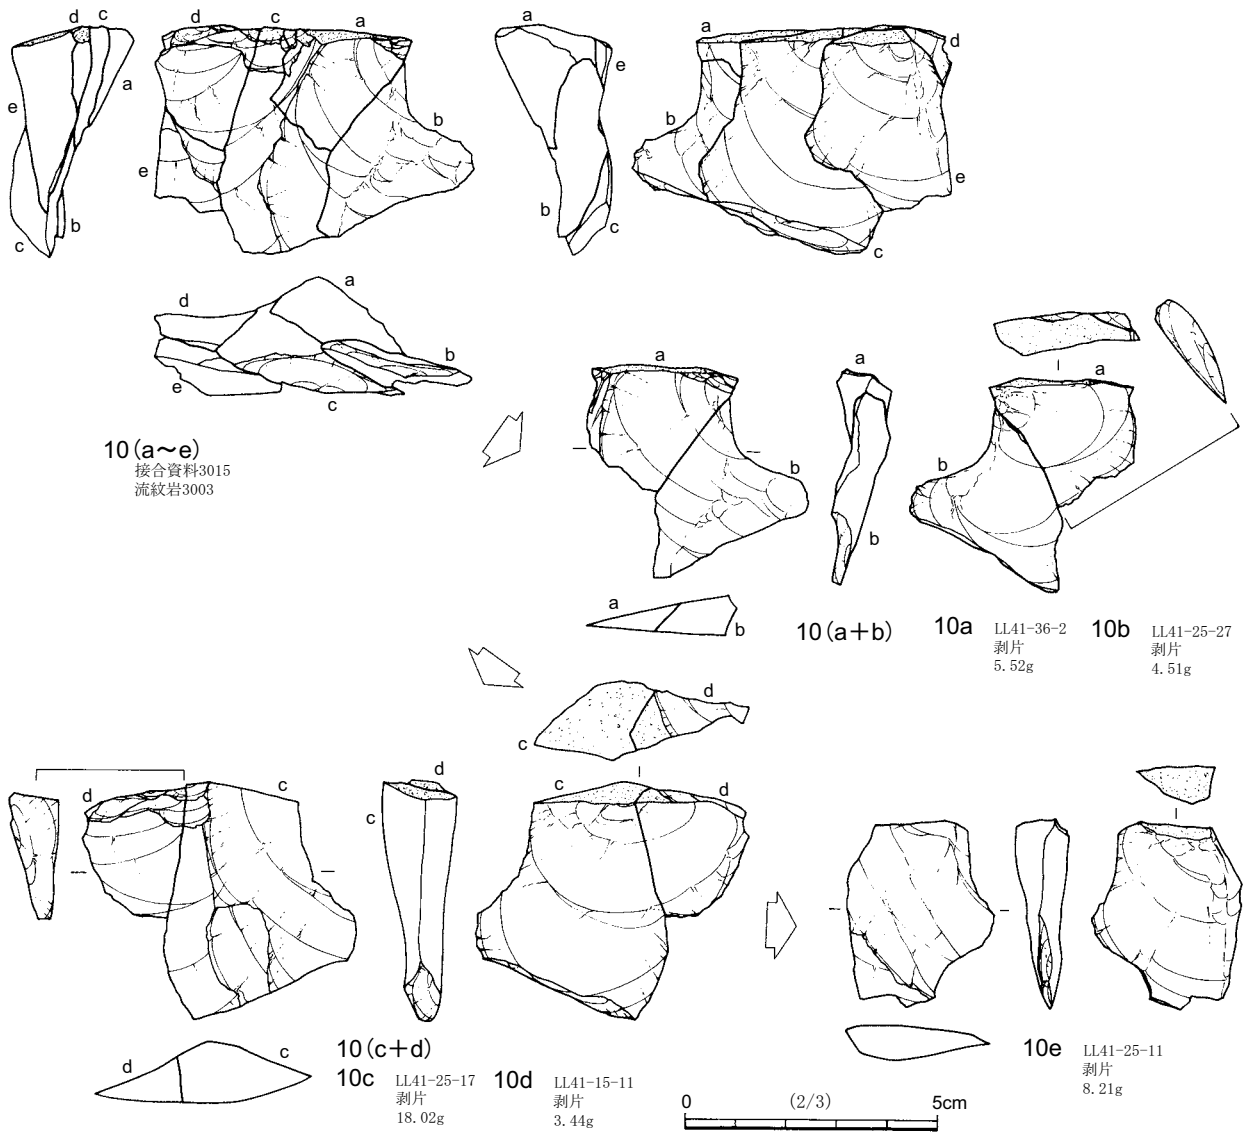 d c a
d c a
a e
a d
e
a
e
b
b
e
e
b
b
c
b
c
c
d
a
b
e
c
10(a〜e)
接合資料3015
流紋岩3003
a
a
a
b
b
b
a
b
10(a+b)
10a
LL41-36-2
剥片
5.52g
10b
LL41-25-27
剥片
4.51g
d
c
d
c
d
c
c
d
d
c
10(c+d)
10c
LL41-25-17
剥片
18.02g
10d
LL41-15-11
剥片
3.44g
10e
LL41-25-11
剥片
8.21g
0 (2/3) 5cm